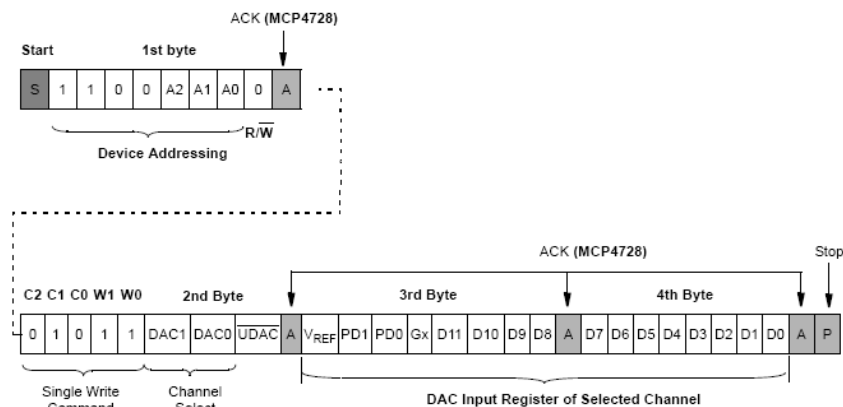 ACK (MCP4728)
Start 1st byte
S 1 1 0 0 A2 A1 A0 0 A
R/W
Device Addressing
ACK (MCP4728) Stop
C2 C1 C0 W1 W0 2nd Byte 3rd Byte 4th Byte
0 1 0 1 1 DAC1 DAC0 UDAC A VREF PD1 PD0 Gx D11 D10 D9 D8 A D7 D6 D5 D4 D3 D2 D1 D0 A P
Single Write Channel DAC Input Register of Selected Channel